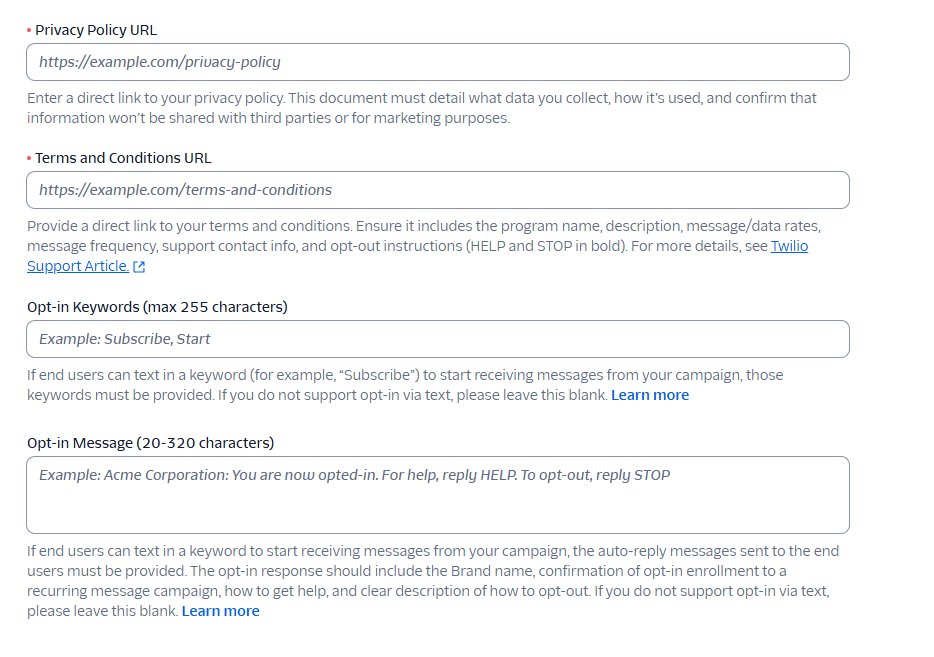 • Privacy Policy URL
https://example.com/privacy-policy
Enter a direct link to your privacy policy. This document must detail what data you collect, how it's used, and confirm that
information won't be shared with third parties or for marketing purposes.
• Terms and Conditions URL
https://example.com/terms-and-conditions
Provide a direct link to your terms and conditions. Ensure it includes the program name, description, message/data rates,
message frequency, support contact info, and opt-out instructions (HELP and STOP in bold). For more details, see Twilio
Support Article.
Opt-in Keywords (max 255 characters)
Example: Subscribe, Start
If end users can text in a keyword (for example, “Subscribe”) to start receiving messages from your campaign, those
keywords must be provided. If you do not support opt-in via text, please leave this blank. Learn more
Opt-in Message (20-320 characters)
Example: Acme Corporation: You are now opted-in. For help, reply HELP. To opt-out, reply STOP
If end users can text in a keyword to start receiving messages from your campaign, the auto-reply messages sent to the end
users must be provided. The opt-in response should include the Brand name, confirmation of opt-in enrollment to a
recurring message campaign, how to get help, and clear description of how to opt-out. If you do not support opt-in via text,
please leave this blank. Learn more